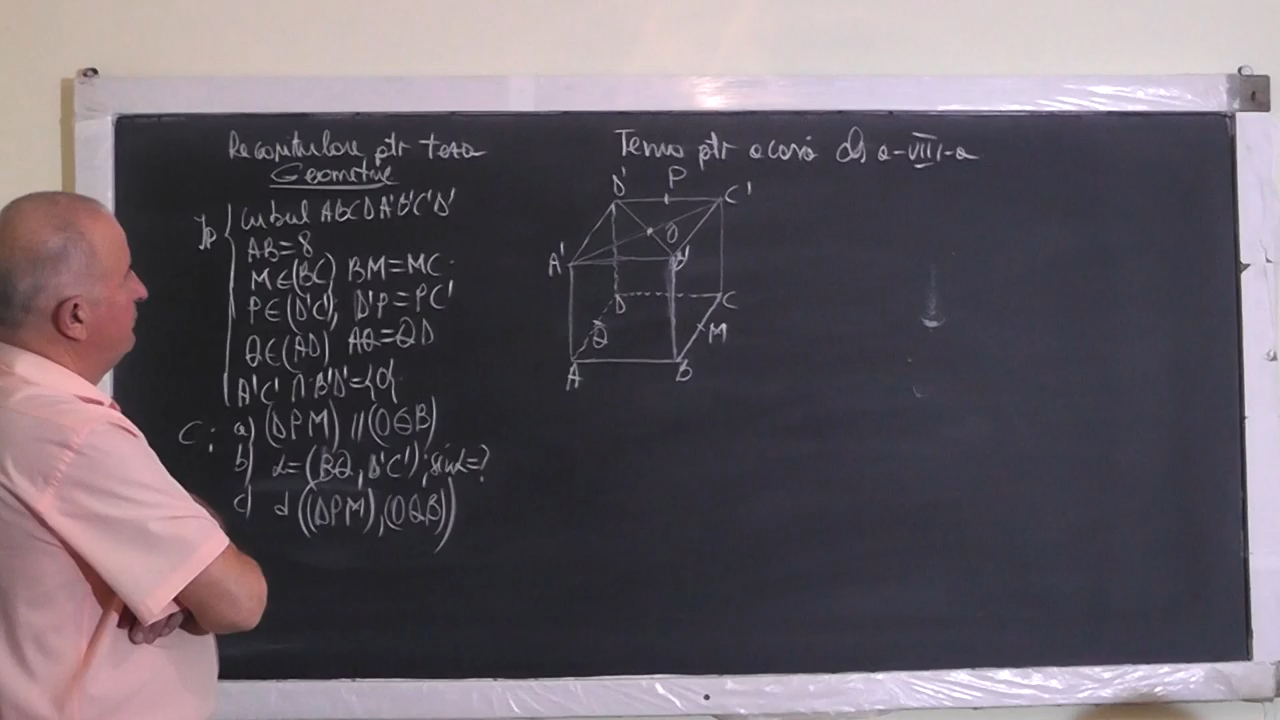 Recapitulare ptr teza
Geometrie
Ip { cubul ABCDA'B'C'D'
AB=8
M∈(BC) BM=MC
P∈(D'C'); D'P=PC'
Q∈(AD) AQ=QD
A'C' ∩ B'D'={O}
C: a) (DPM) // (OQB)
b) α=(BQ, D'C'); sinα=?
c) d((DPM),(OQB))
Tema ptr acasă cls a-VIII-a
D' P C'
O
A' B'
D C
Q M
A B